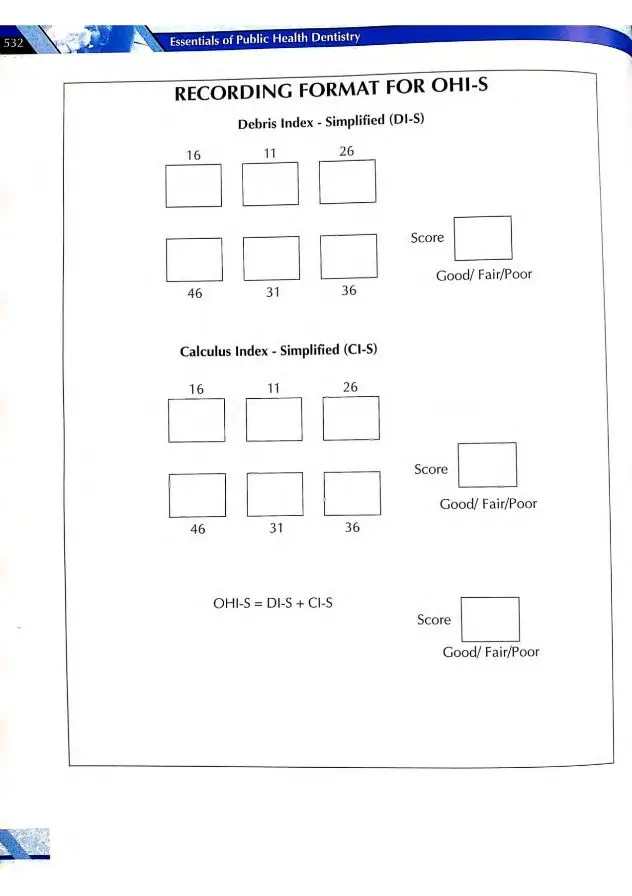 532
Essentials of Public Health Dentistry
RECORDING FORMAT FOR OHI-S
Debris Index - Simplified (DI-S)
16 11 26
Score
Good/ Fair/Poor
46 31 36
Calculus Index - Simplified (CI-S)
16 11 26
Score
Good/ Fair/Poor
46 31 36
OHI-S = DI-S + CI-S
Score
Good/ Fair/Poor